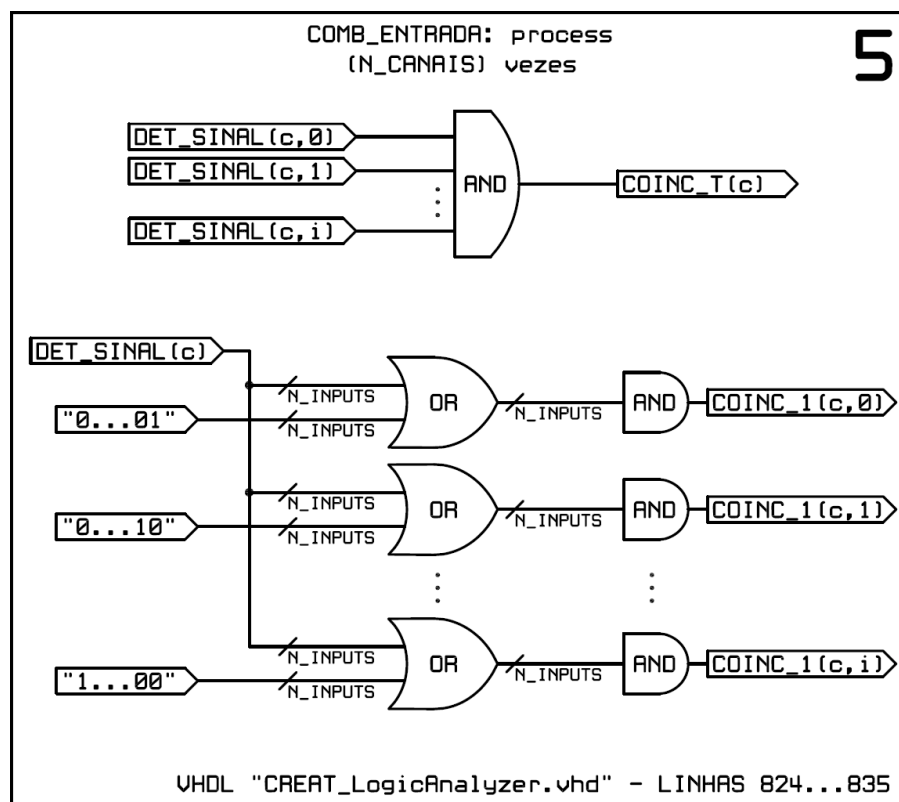 COMB_ENTRADA: process
(N_CANAIS) vezes
5
DET_SINAL(c,0)
DET_SINAL(c,1)
DET_SINAL(c,i)
AND
COINC_T(c)
DET_SINAL(c)
N_INPUTS
"0...01"
N_INPUTS
OR
N_INPUTS
AND
COINC_1(c,0)
N_INPUTS
"0...10"
N_INPUTS
OR
N_INPUTS
AND
COINC_1(c,1)
N_INPUTS
"1...00"
N_INPUTS
OR
N_INPUTS
AND
COINC_1(c,i)
VHDL "CREAT_LogicAnalyzer.vhd" - LINHAS 824...835